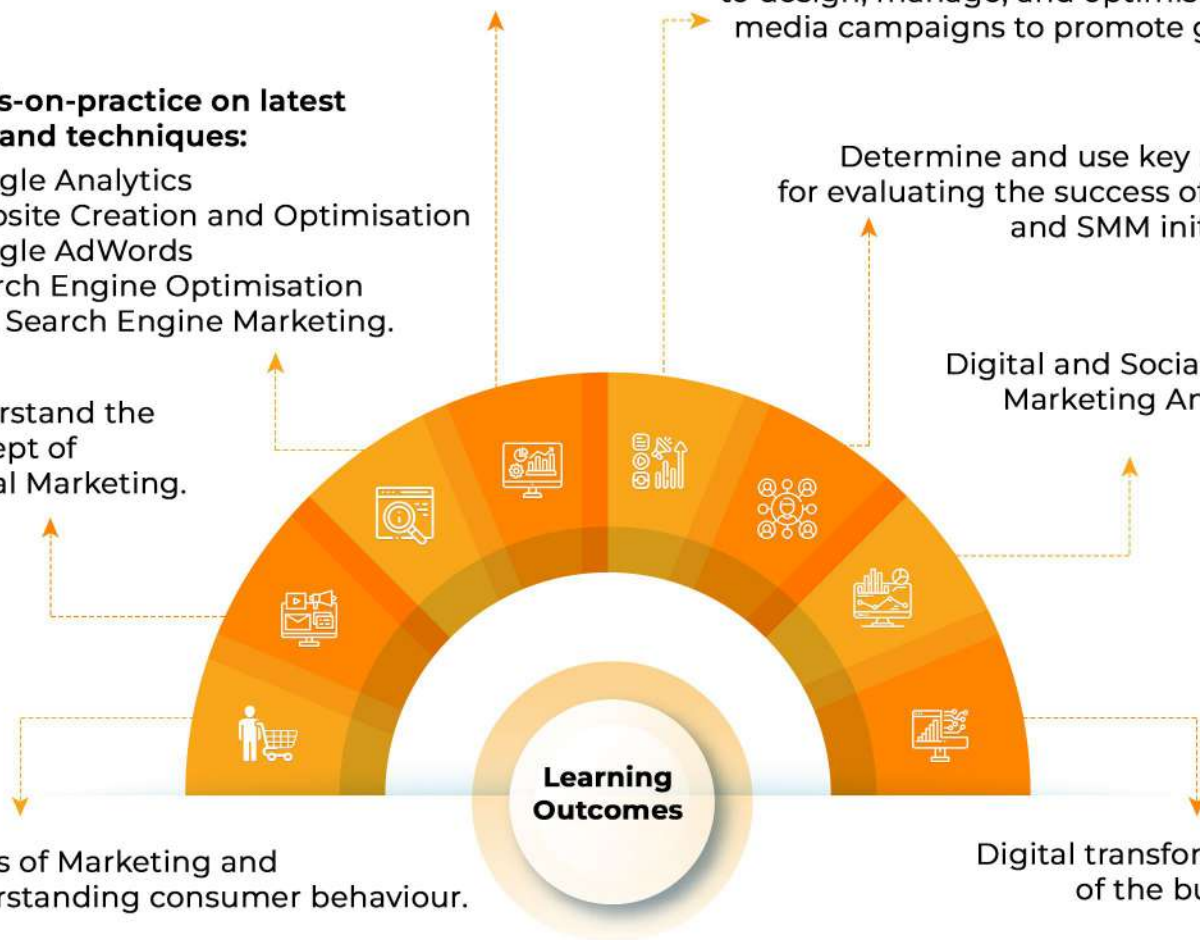 media campaigns to promote
s-on-practice on latest
and techniques:
gle Analytics
osite Creation and Optimisation
gle AdWords
rch Engine Optimisation
Search Engine Marketing.
Determine and use key
for evaluating the success of
and SMM init
Digital and Socia
Marketing An
rstand the
ept of
al Marketing.
Learning
Outcomes
s of Marketing and
rstanding consumer behaviour.
Digital transfor
of the bu